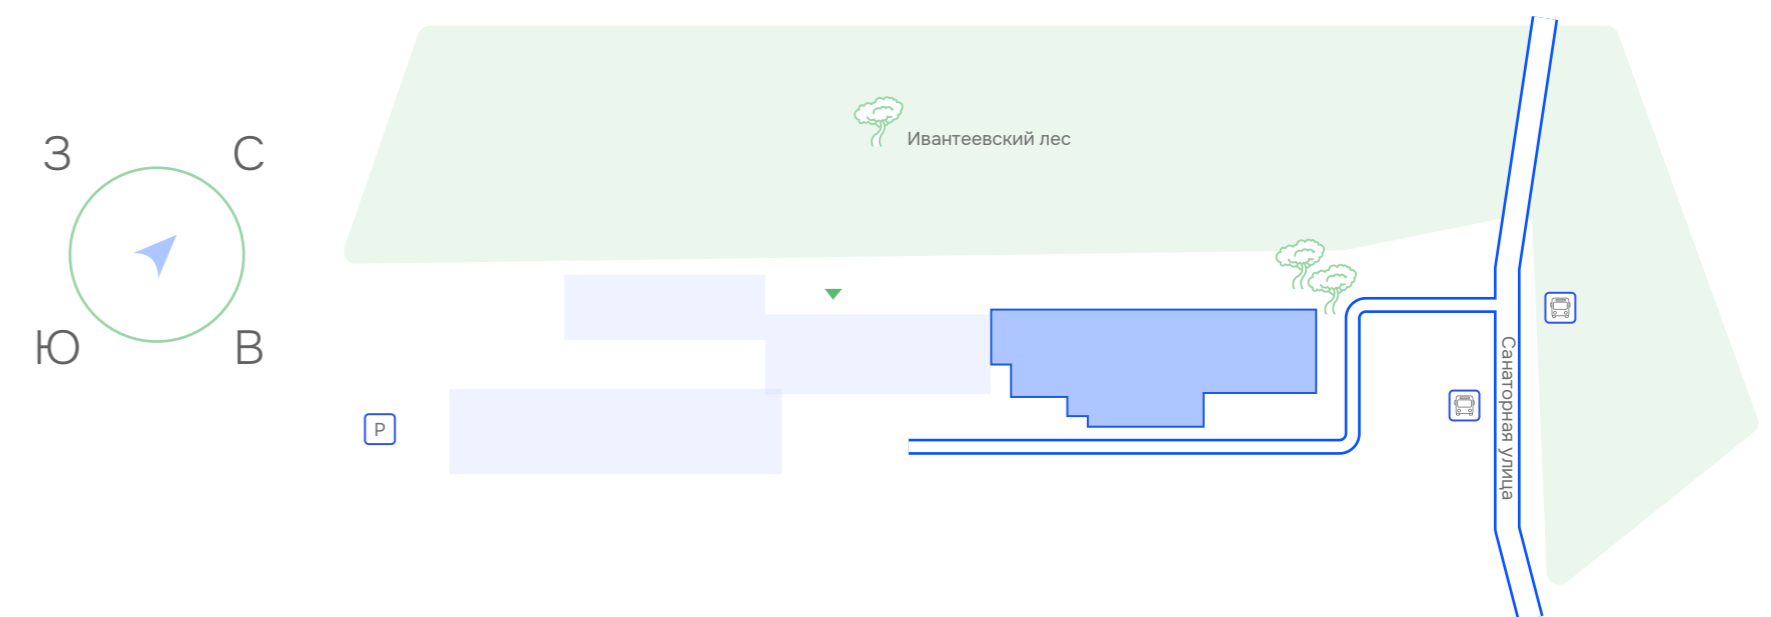 З
С
Ю
В
Ивантеевский лес
Санаторная улица
P